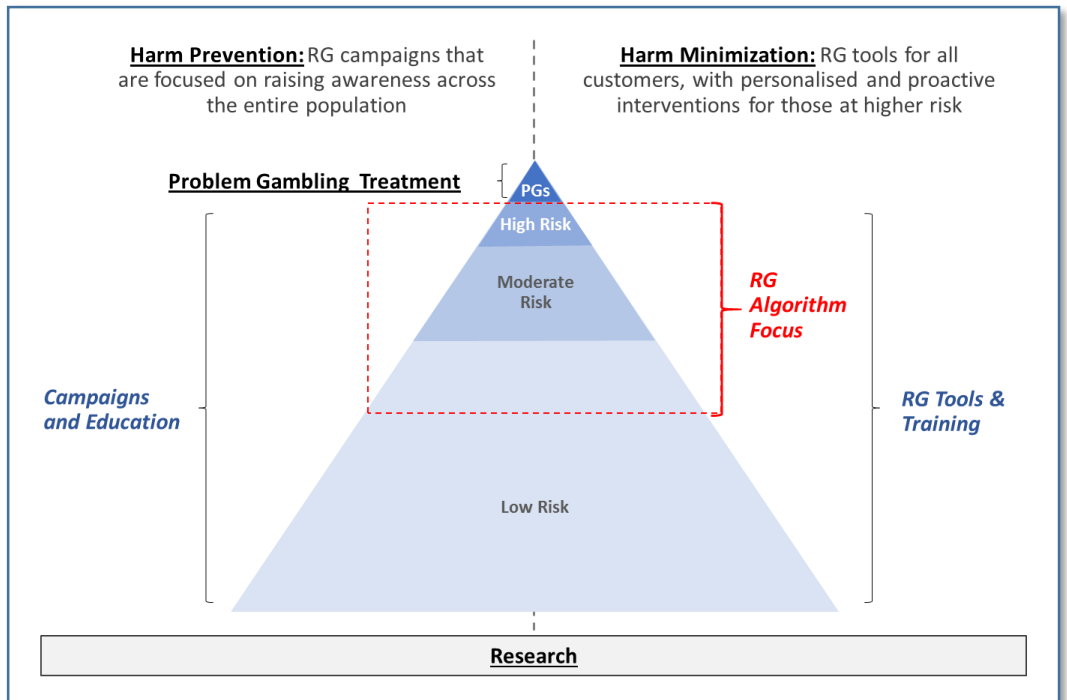 Harm Prevention: RG campaigns that
are focused on raising awareness across
the entire population
Harm Minimization: RG tools for all
customers, with personalised and proactive
interventions for those at higher risk
Problem Gambling Treatment
PGs
High Risk
Moderate
Risk
RG
Algorithm
Focus
Campaigns
and Education
RG Tools &
Training
Low Risk
Research